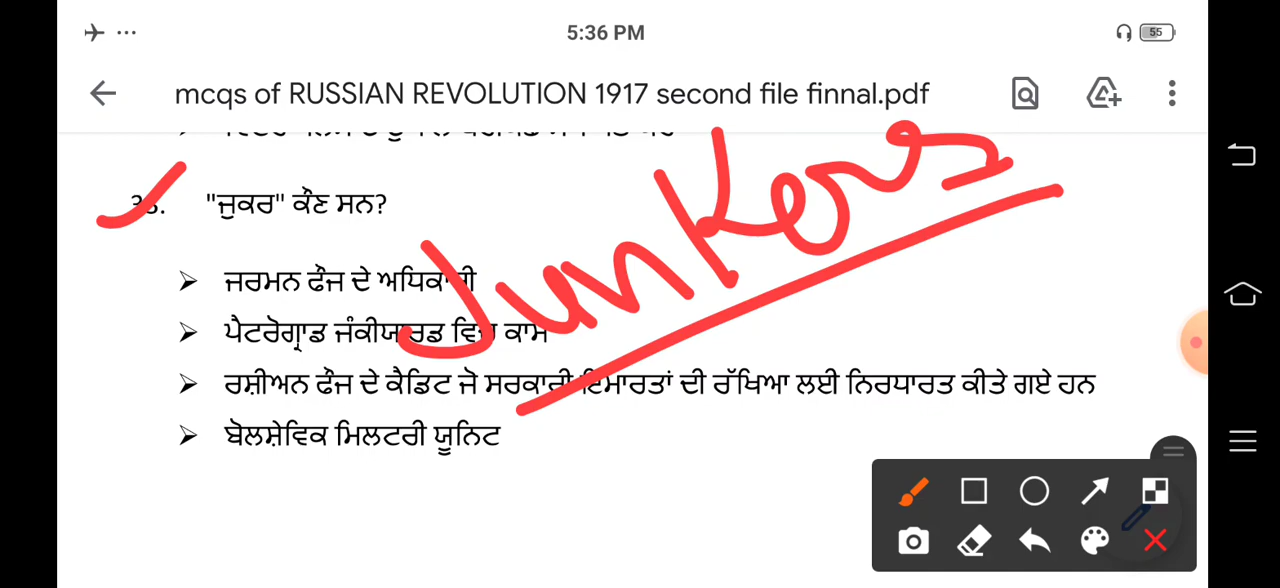 5:36 PM
55
mcqs of RUSSIAN REVOLUTION 1917 second file finnal.pdf
"ਜੁਕਰ" ਕੌਣ ਸਨ?
Junkers
ਜਰਮਨ ਫੌਜ ਦੇ ਅਧਿਕਾਰੀ
ਪੈਟਰੋਗ੍ਰਾਡ ਜੰਕੀਯਾਰਡ ਵਿਚ ਕਾਮੇ
ਰਸ਼ੀਅਨ ਫੌਜ ਦੇ ਕੈਡਿਟ ਜੋ ਸਰਕਾਰੀ ਇਮਾਰਤਾਂ ਦੀ ਰੱਖਿਆ ਲਈ ਨਿਰਧਾਰਤ ਕੀਤੇ ਗਏ ਹਨ
ਬੋਲਸ਼ੇਵਿਕ ਮਿਲਟਰੀ ਯੂਨਿਟ